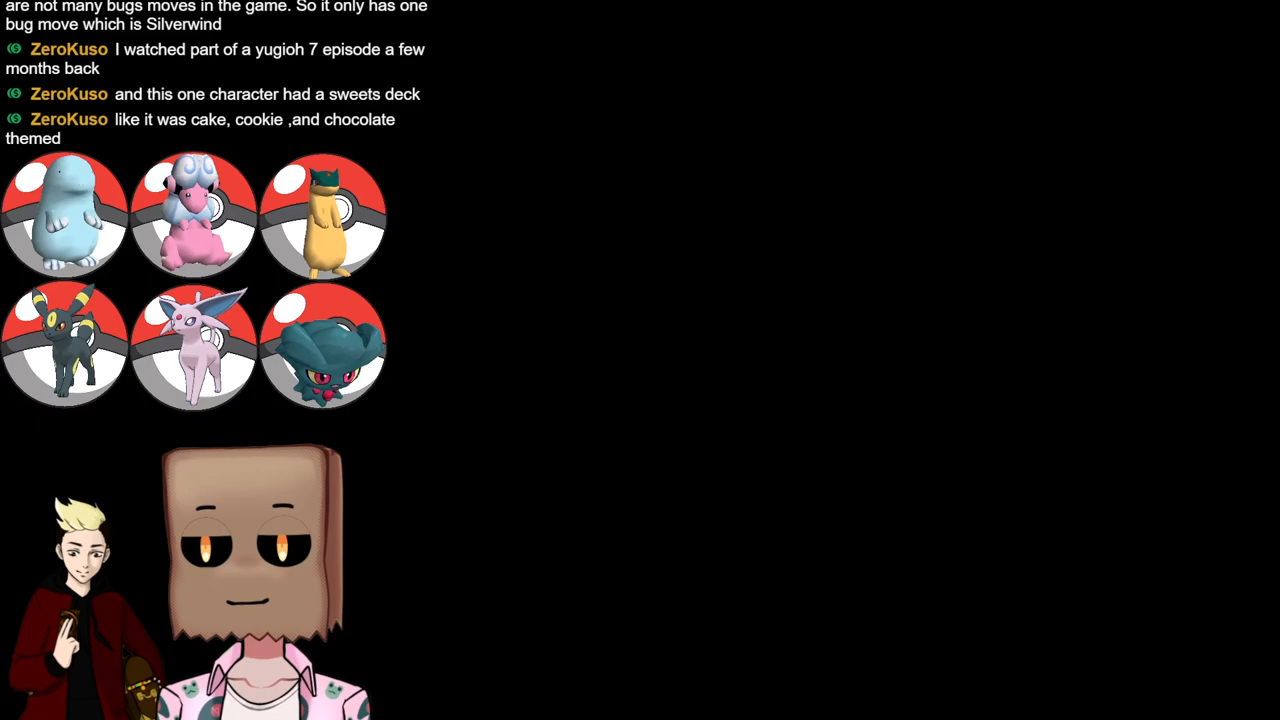 are not many bugs moves in the game. So it only has one
bug move which is Silverwind
ZeroKuso I watched part of a yugioh 7 episode a few
months back
ZeroKuso and this one character had a sweets deck
ZeroKuso like it was cake, cookie ,and chocolate
themed